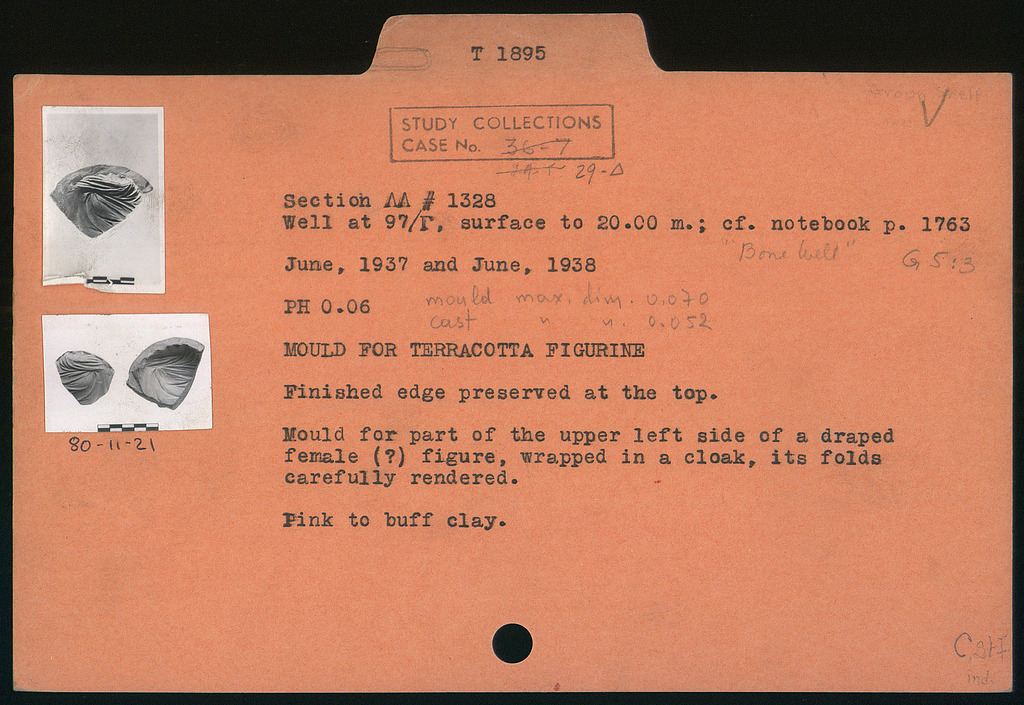 T 1895
STUDY COLLECTIONS
CASE No. 36-7
29-Δ
Section ΛΛ # 1328
Well at 97/Γ, surface to 20.00 m.; cf. notebook p. 1763
"Bone Well" G 5:3
June, 1937 and June, 1938
PH 0.06 mould max. dim. 0.070
cast " ". 0.052
MOULD FOR TERRACOTTA FIGURINE
Finished edge preserved at the top.
80-11-21
Mould for part of the upper left side of a draped
female (?) figure, wrapped in a cloak, its folds
carefully rendered.
Pink to buff clay.